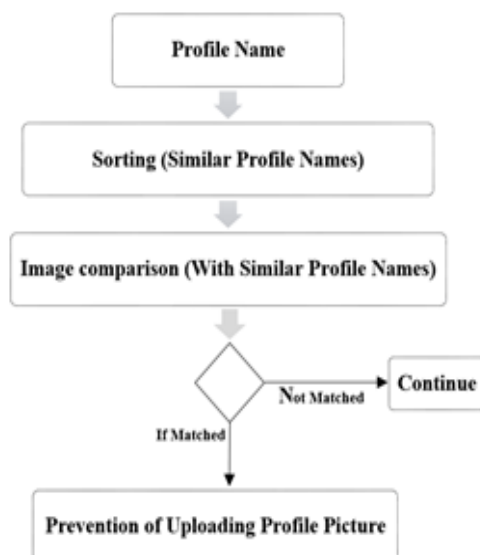 Profile Name
Sorting (Similar Profile Names)
Image comparison (With Similar Profile Names)
Continue
Not Matched
If Matched
Prevention of Uploading Profile Picture